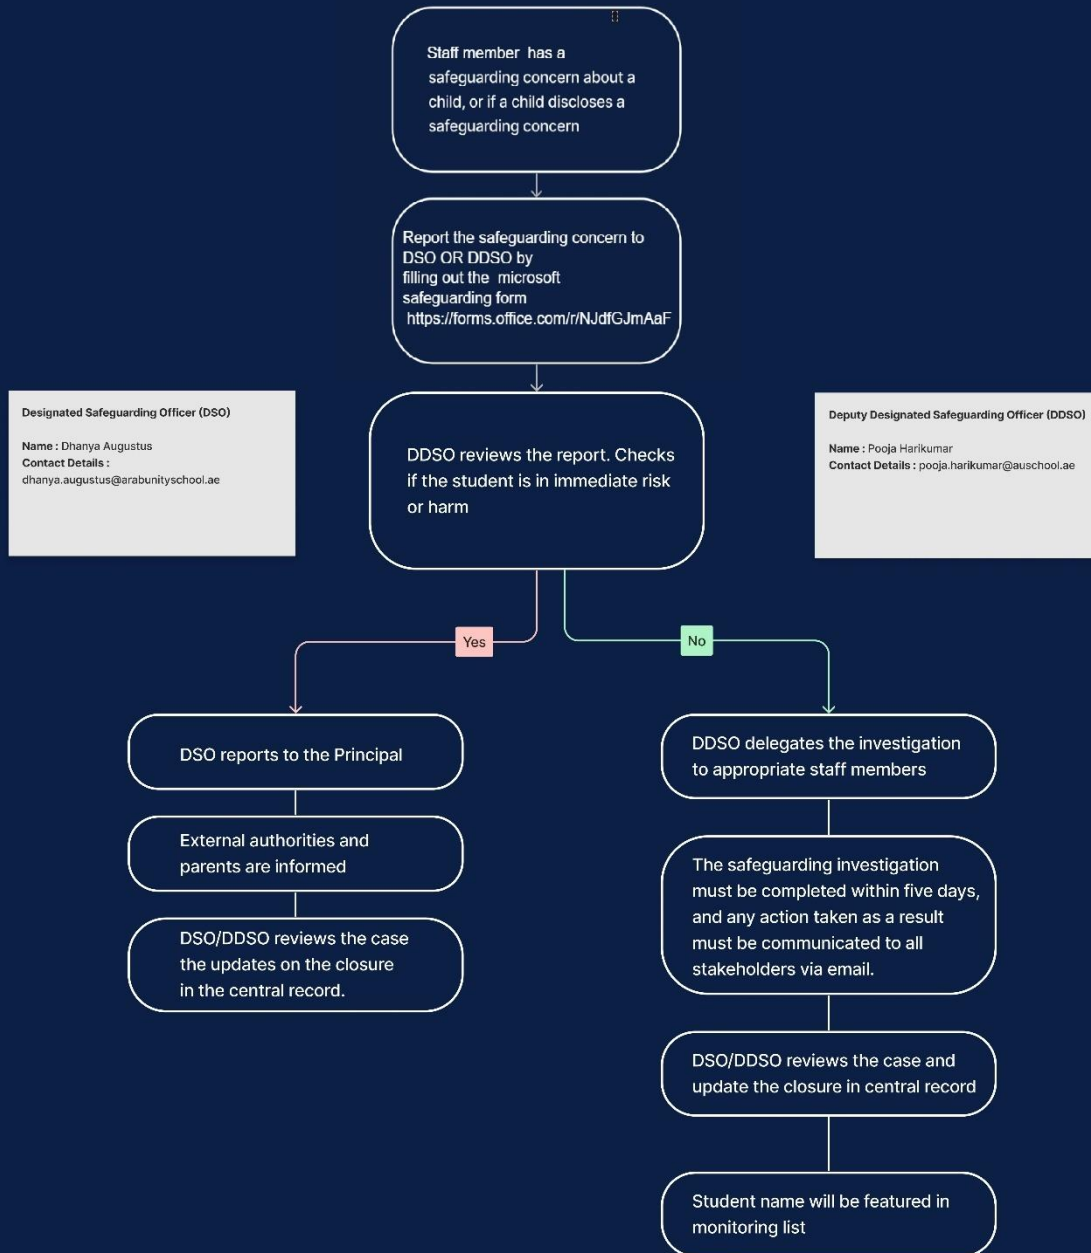 Staff member has a
safeguarding concern about a
child, or if a child discloses a
safeguarding concern
Report the safeguarding concern to
DSO OR DDSO by
filling out the microsoft
safeguarding form
https://forms.office.com/r/NJdfGJmAaF
Designated Safeguarding Officer (DSO)
Name : Dhanya Augustus
Contact Details :
dhanya.augustus@arabunityschool.ae
DDSO reviews the report. Checks
if the student is in immediate risk
or harm
Deputy Designated Safeguarding Officer (DDSO)
Name : Pooja Harikumar
Contact Details : pooja.harikumar@auschool.ae
Yes
No
DSO reports to the Principal
External authorities and
parents are informed
DSO/DDSO reviews the case
the updates on the closure
in the central record.
DDSO delegates the investigation
to appropriate staff members
The safeguarding investigation
must be completed within five days,
and any action taken as a result
must be communicated to all
stakeholders via email.
DSO/DDSO reviews the case and
update the closure in central record
Student name will be featured in
monitoring list